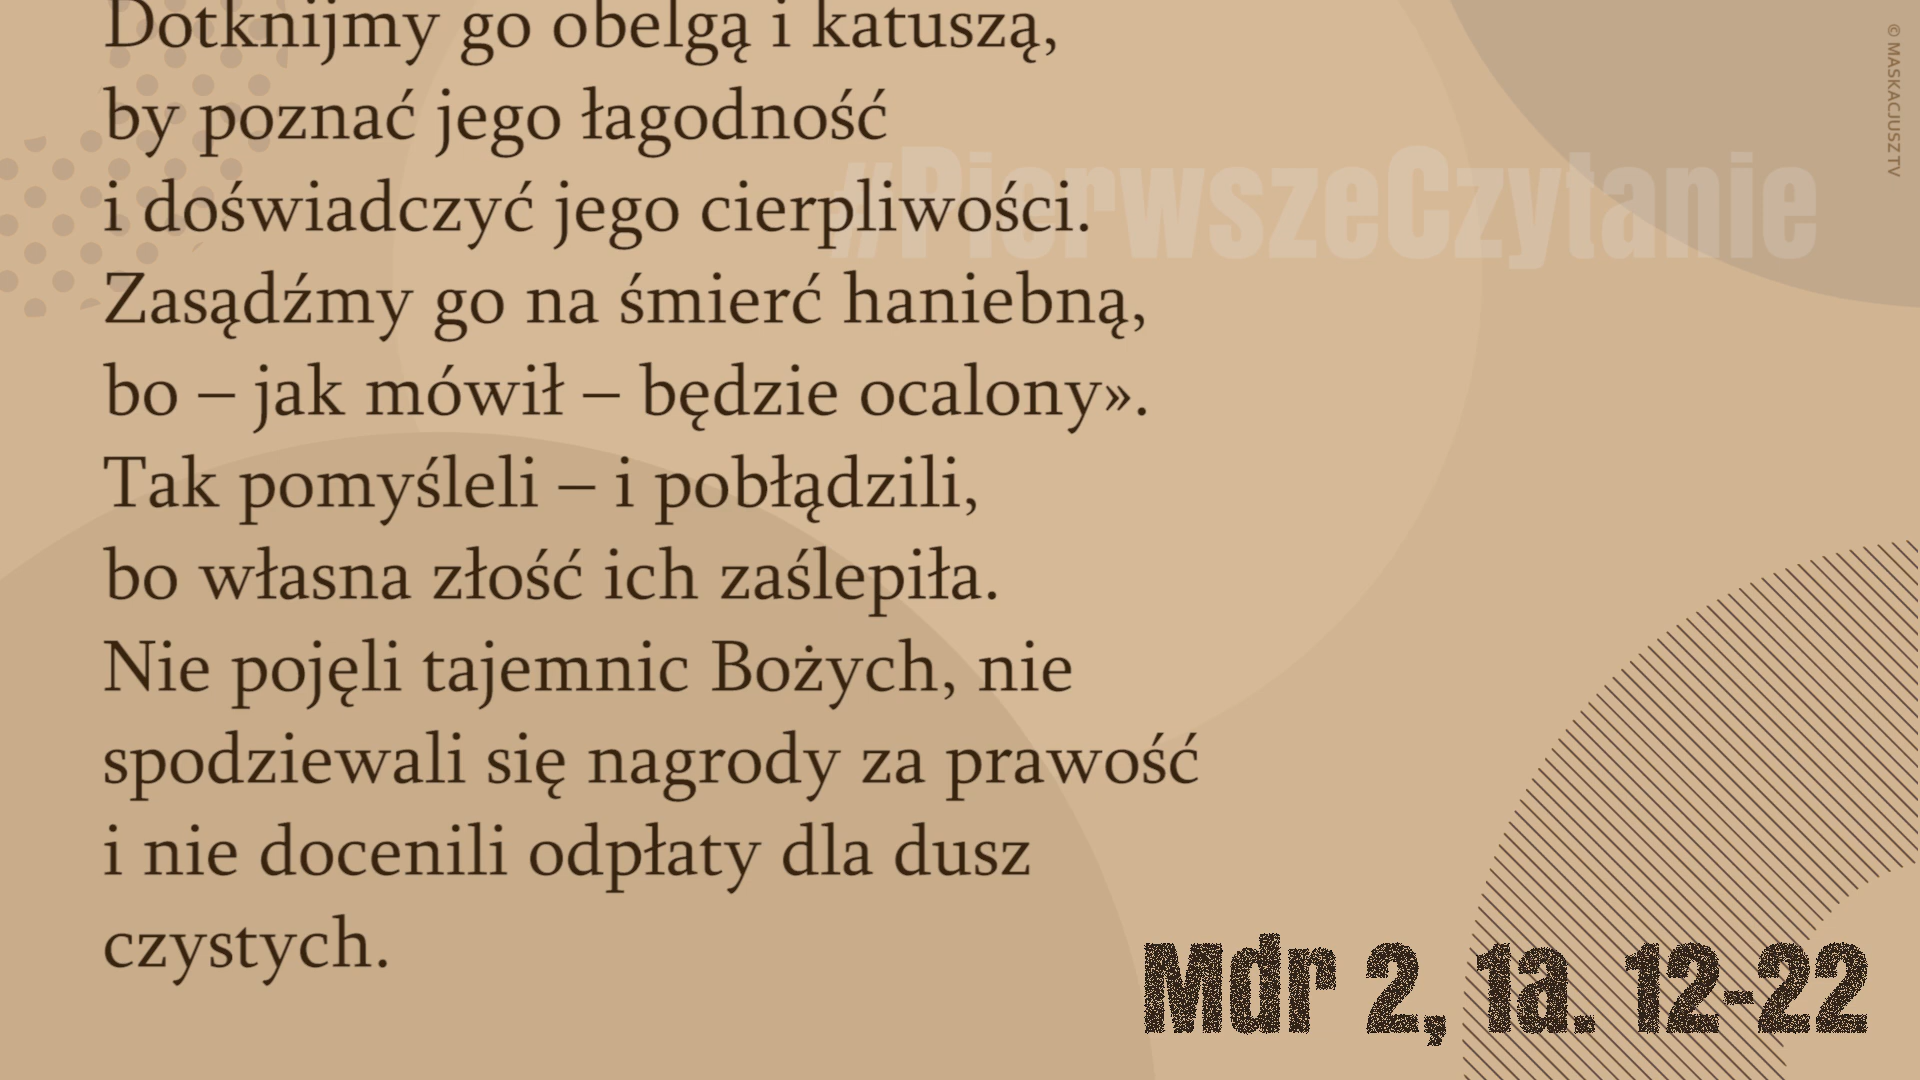 Dotknijmy go obelgą i katuszą,
by poznać jego łagodność
i doświadczyć jego cierpliwości.
Zasądźmy go na śmierć haniebną,
bo – jak mówił – będzie ocalony».
Tak pomyśleli – i pobłądzili,
bo własna złość ich zaślepiła.
Nie pojęli tajemnic Bożych, nie
spodziewali się nagrody za prawość
i nie docenili odpłaty dla dusz
czystych.
#PierwszeCzytanie
© MASKACJUSZ TV
Mdr 2, 1a. 12-22